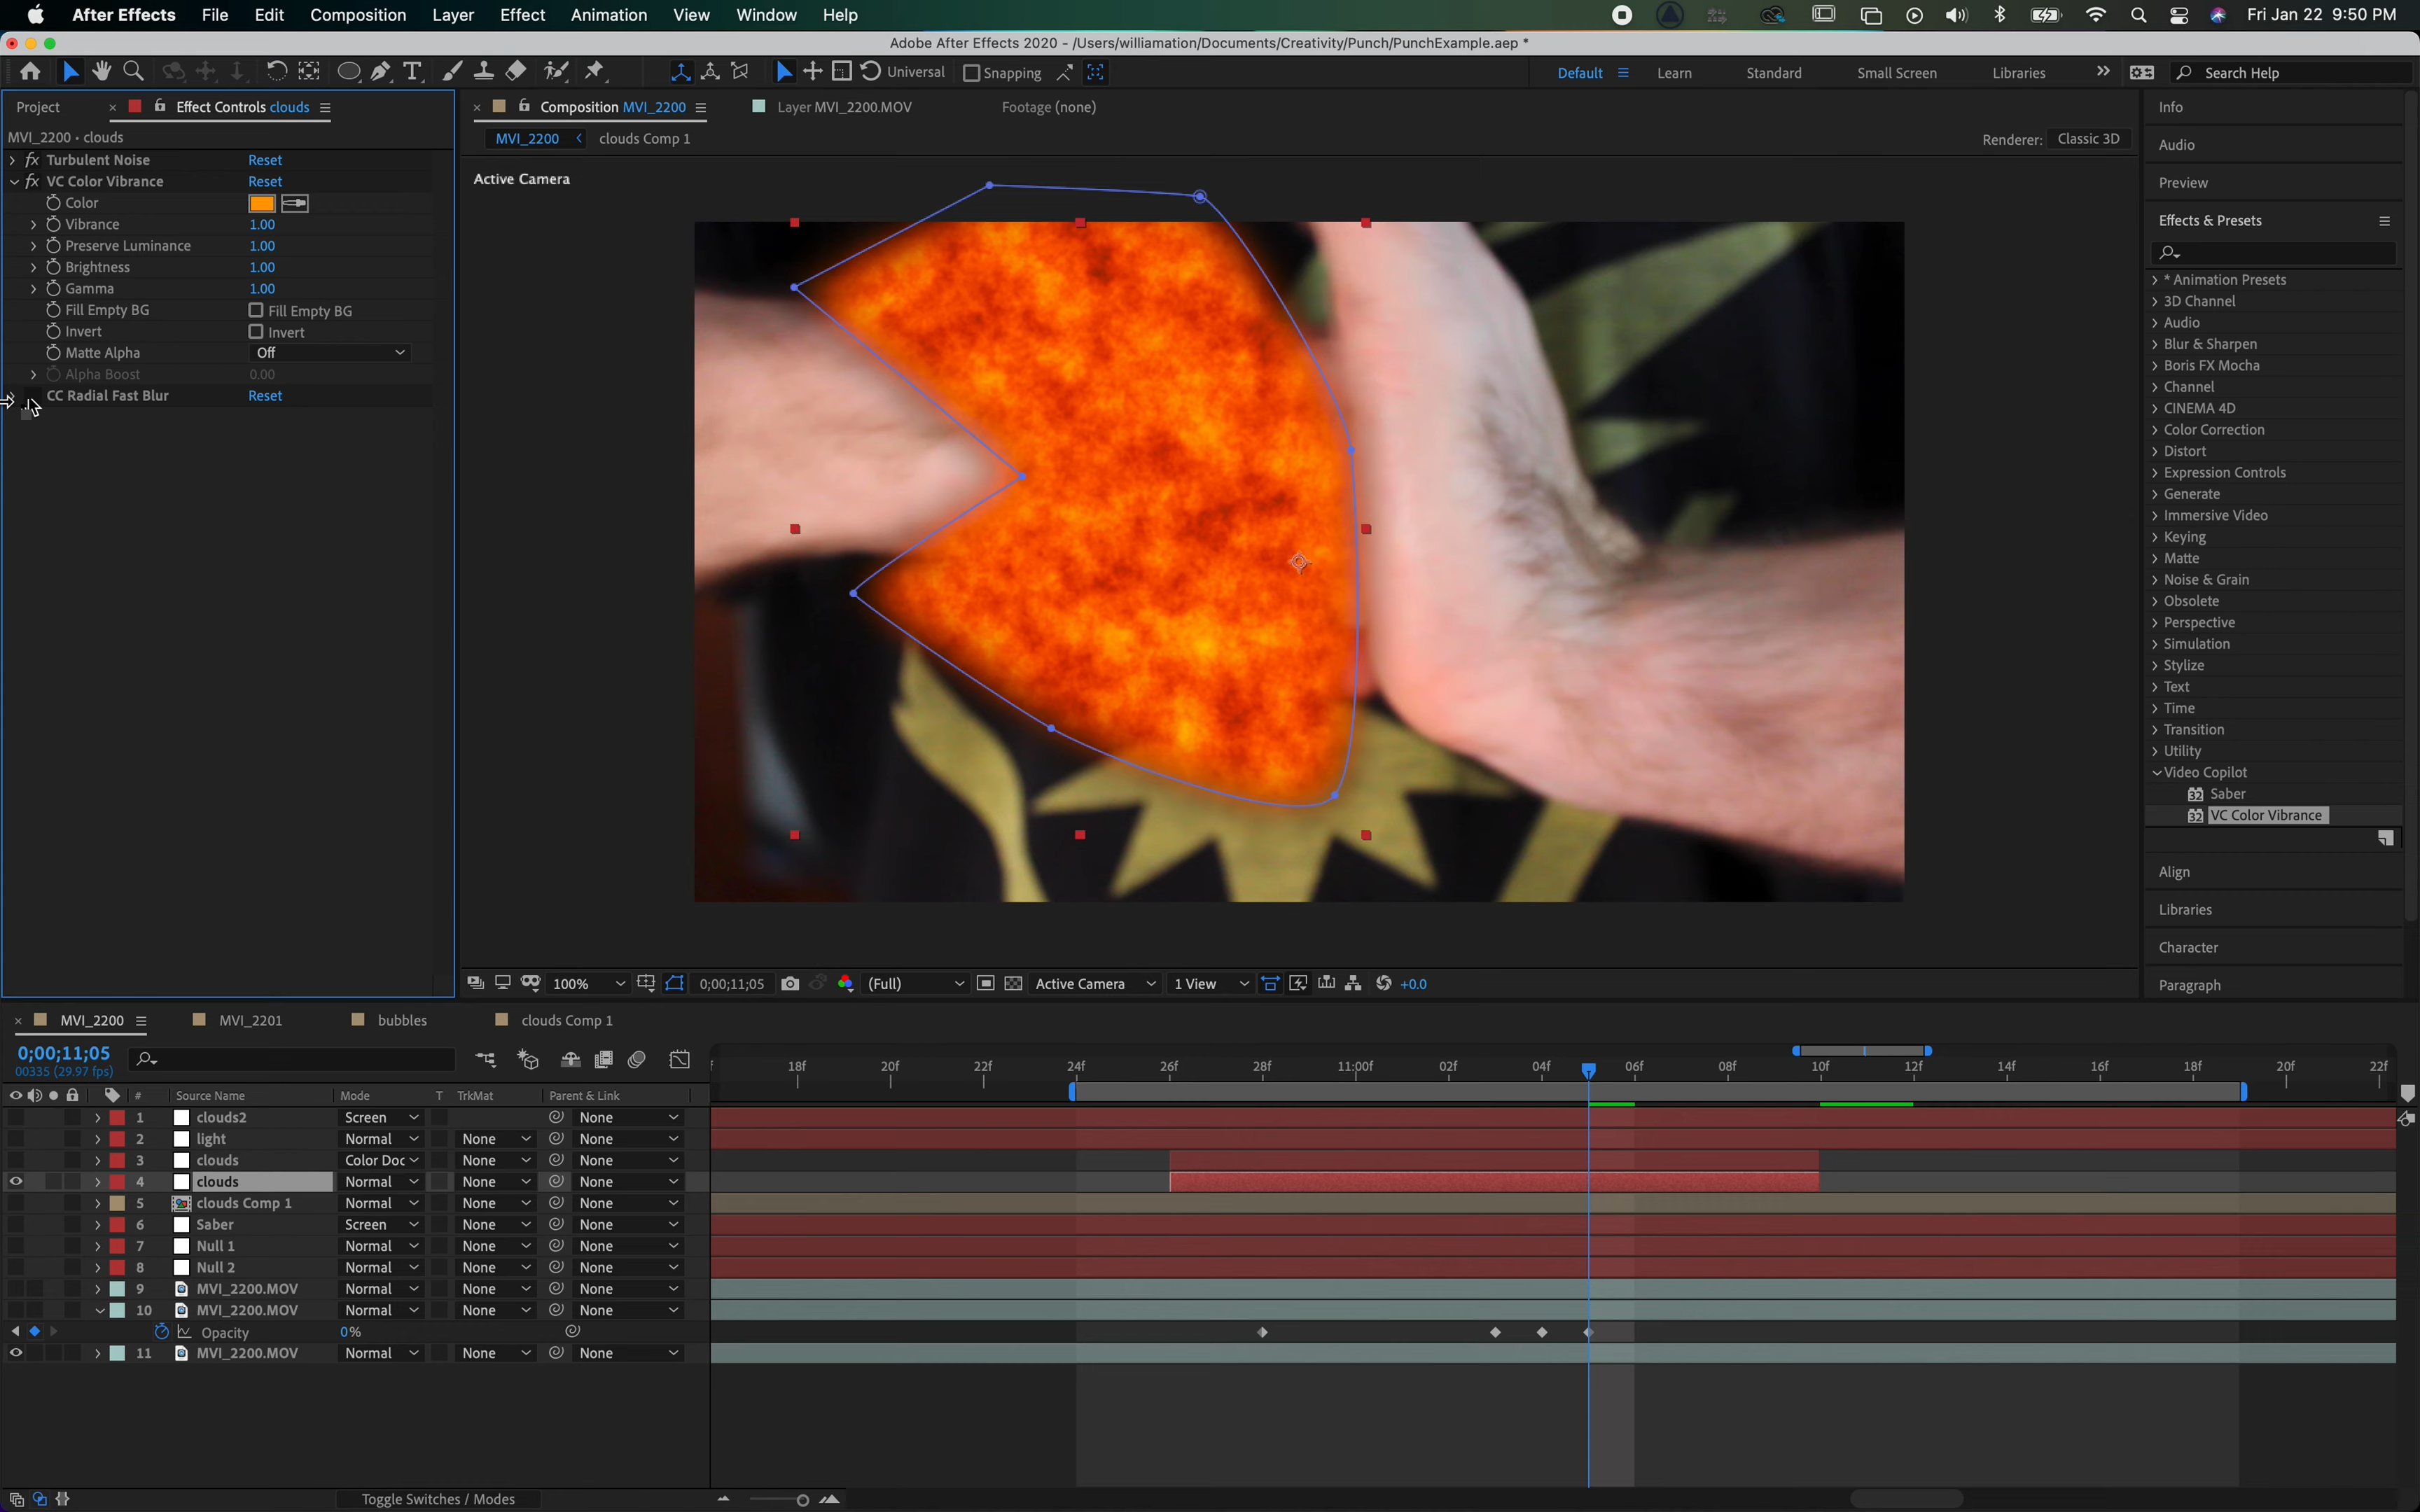 After Effects File Edit Composition Layer Effect Animation View Window Help Fri Jan 22 9:50 PM
Adobe After Effects 2020 - /Users/williamation/Documents/Creativity/Punch/PunchExample.aep *
Universal Snapping Default Learn Standard Small Screen Libraries Search Help
Project Effect Controls clouds
MVI_2200 • clouds
Turbulent Noise Reset
VC Color Vibrance Reset
Color
Vibrance 1.00
Preserve Luminance 1.00
Brightness 1.00
Gamma 1.00
Fill Empty BG Fill Empty BG
Invert Invert
Matte Alpha Off
Alpha Boost 0.00
CC Radial Fast Blur Reset
Composition MVI_2200 Layer MVI_2200.MOV Footage (none)
MVI_2200 clouds Comp 1 Renderer: Classic 3D
Active Camera
100% 0;00;11;05 (Full) Active Camera 1 View +0.0
Info
Audio
Preview
Effects & Presets
* Animation Presets
3D Channel
Audio
Blur & Sharpen
Boris FX Mocha
Channel
CINEMA 4D
Color Correction
Distort
Expression Controls
Generate
Immersive Video
Keying
Matte
Noise & Grain
Obsolete
Perspective
Simulation
Stylize
Text
Time
Transition
Utility
Video Copilot
32 Saber
32 VC Color Vibrance
Align
Libraries
Character
Paragraph
MVI_2200 MVI_2201 bubbles clouds Comp 1
0;00;11;05
00335 (29.97 fps)
18f 20f 22f 24f 26f 28f 11:00f 02f 04f 06f 08f 10f 12f 14f 16f 18f 20f 22f
# Source Name Mode T TrkMat Parent & Link
1 clouds2 Screen None
2 light Normal None None
3 clouds Color Doc None None
4 clouds Normal None None
5 clouds Comp 1 Normal None None
6 Saber Screen None None
7 Null 1 Normal None None
8 Null 2 Normal None None
9 MVI_2200.MOV Normal None None
10 MVI_2200.MOV Normal None None
Opacity 0%
11 MVI_2200.MOV Normal None None
Toggle Switches / Modes